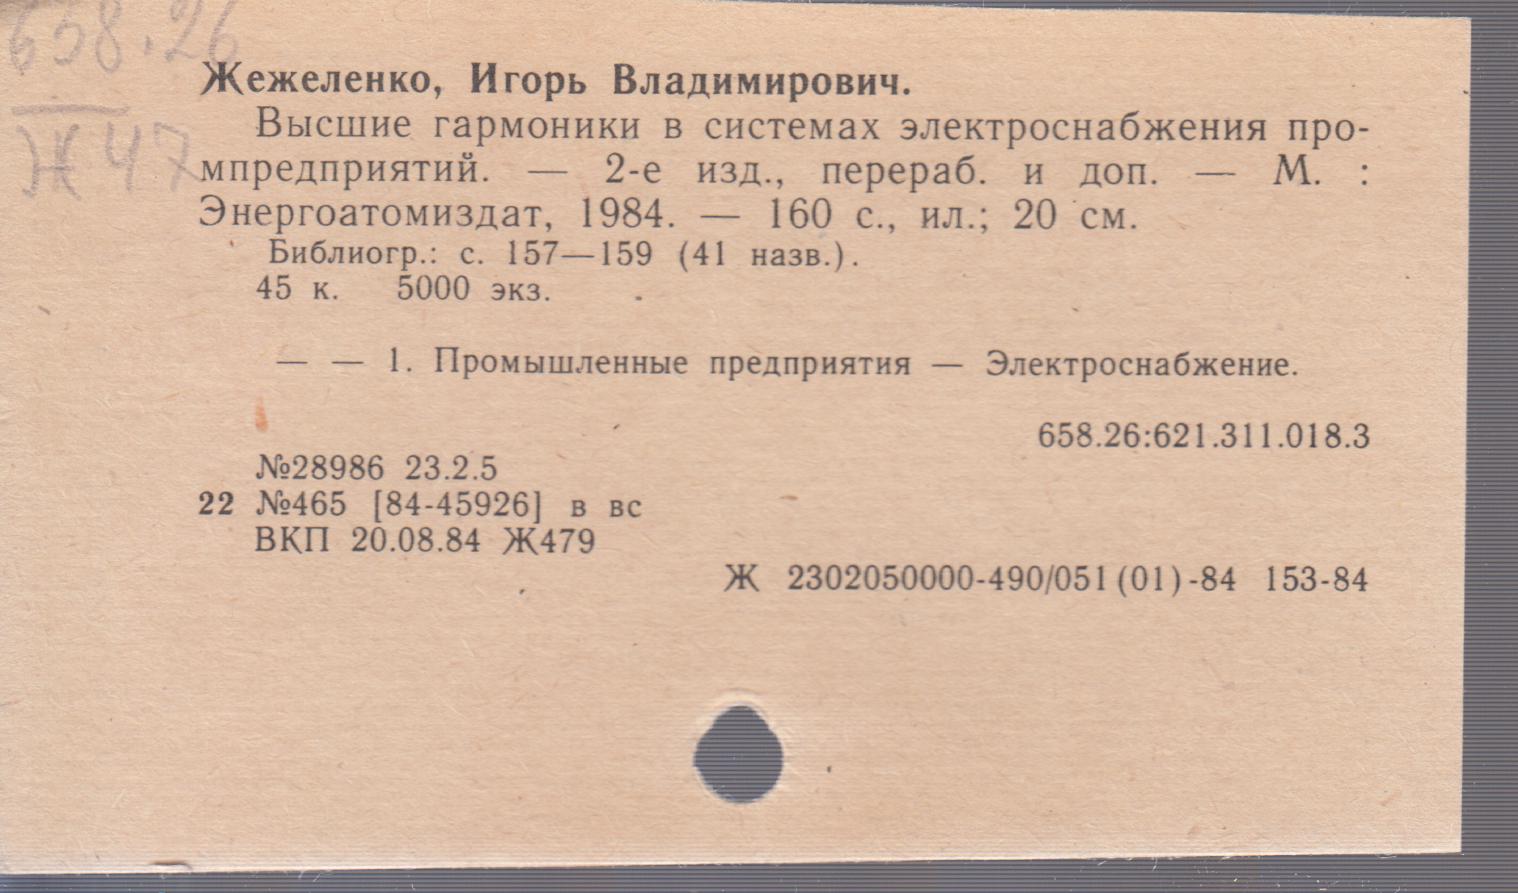 658.26
Ж 47
Жежеленко, Игорь Владимирович.
Высшие гармоники в системах электроснабжения про-
мпредприятий. — 2-е изд., перераб. и доп. — М. :
Энергоатомиздат, 1984. — 160 с., ил.; 20 см.
Библиогр.: с. 157—159 (41 назв.).
45 к. 5000 экз.
— — 1. Промышленные предприятия — Электроснабжение.
658.26:621.311.018.3
№28986 23.2.5
22 №465 [84-45926] в вс
ВКП 20.08.84 Ж479
Ж 2302050000-490/051(01)-84 153-84